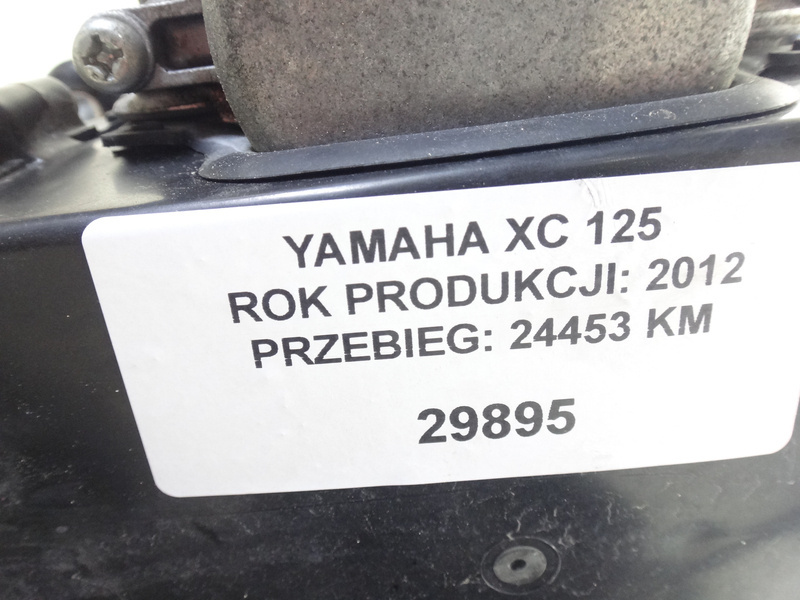 YAMAHA XC 125
ROK PRODUKCJI: 2012
PRZEBIEG: 24453 KM
29895